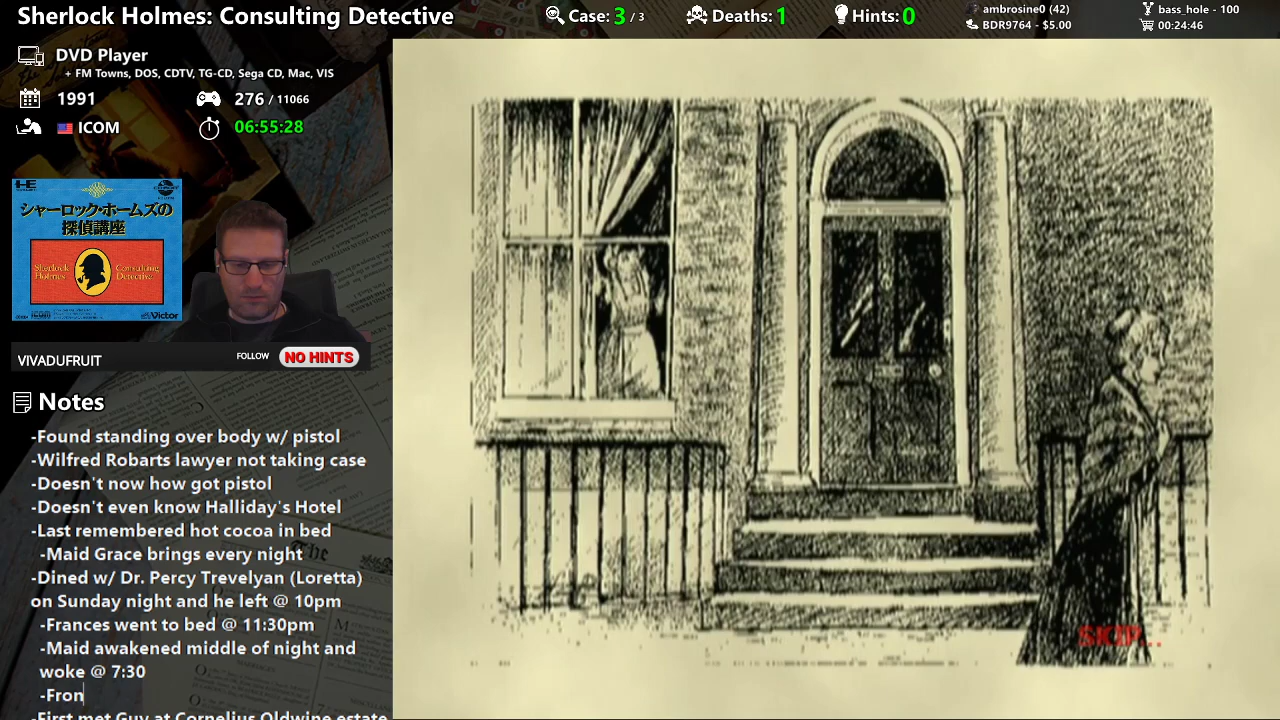 Sherlock Holmes: Consulting Detective
Case: 3 / 3
Deaths: 1
Hints: 0
ambrosine0 (42)
BDR9764 - $5.00
bass_hole - 100
00:24:46
DVD Player
+ FM Towns, DOS, CDTV, TG-CD, Sega CD, Mac, VIS
1991
276 / 11066
ICOM
06:55:28
シャーロック・ホームズの
探偵講座
Sherlock Consulting
Holmes Detective
Victor
VIVADUFRUIT
FOLLOW
NO HINTS
Notes
-Found standing over body w/ pistol
-Wilfred Robarts lawyer not taking case
-Doesn't now how got pistol
-Doesn't even know Halliday's Hotel
-Last remembered hot cocoa in bed
-Maid Grace brings every night
-Dined w/ Dr. Percy Trevelyan (Loretta)
on Sunday night and he left @ 10pm
-Frances went to bed @ 11:30pm
-Maid awakened middle of night and
woke @ 7:30
-Fron
-First met Guy at Cornelius Oldwine estate
SKIP...